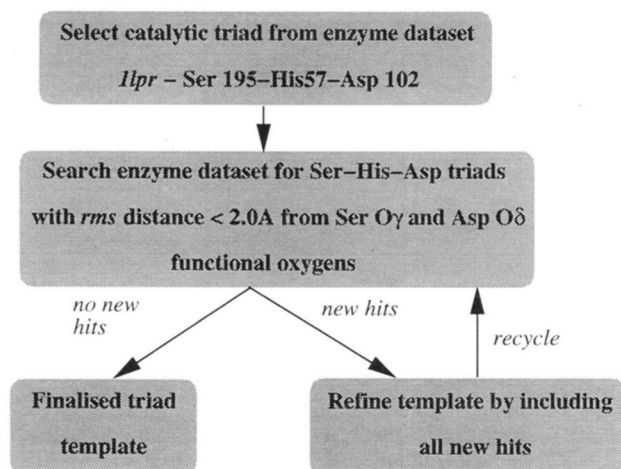 Select catalytic triad from enzyme dataset
1lpr – Ser 195–His57–Asp 102
Search enzyme dataset for Ser–His–Asp triads
with rms distance < 2.0A from Ser Oγ and Asp Oδ
functional oxygens
no new
hits
new hits
recycle
Finalised triad
template
Refine template by including
all new hits